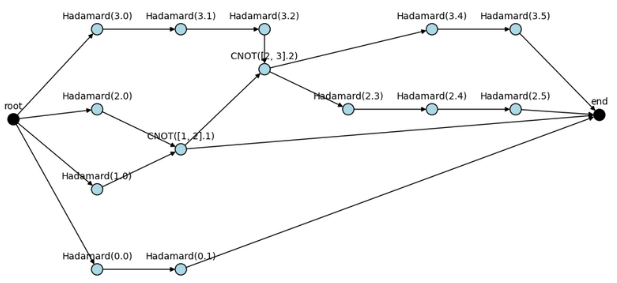 Hadamard(3.0) Hadamard(3.1) Hadamard(3.2) Hadamard(3.4) Hadamard(3.5)
CNOT([2, 3].2)
root Hadamard(2.0) Hadamard(2.3) Hadamard(2.4) Hadamard(2.5) end
CNOT([1, 2].1)
Hadamard(1.0)
Hadamard(0.0) Hadamard(0.1)